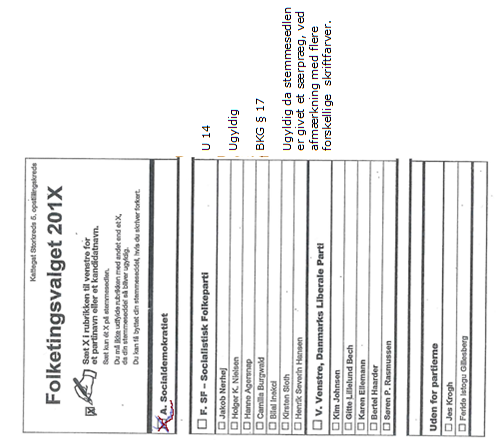 Kattegat Storkreds 5, opstillingskreds
Folketingsvalget 201X
Sæt X i rubrikken til venstre for
et partinavn eller et kandidatnavn.
Sæt kun ét X på stemmesedlen.
Du må ikke udfylde rubrikken med andet end et X,
da din stemmeseddel så bliver ugyldig.
Du kan få byttet din stemmeseddel, hvis du skriver forkert.
A. Socialdemokratiet
F. SF – Socialistisk Folkeparti
Jakob Nerhej
Holger K. Nielsen
Hanne Agersnap
Camilla Burgwald
Bilal Inekci
Kirsten Stoth
Henrik Severin Hansen
V. Venstre, Danmarks Liberale Parti
Kim Johnsen
Gitte Lillelund Bech
Karen Ellemann
Bertel Haarder
Søren P. Rasmussen
Uden for partierne
Jes Krogh
Feride Istogu Gillesberg
U 14
Ugyldig
BKG § 17
Ugyldig da stemmesedlen
er givet et særpræg, ved
afmærkning med flere
forskellige skriftfarver.